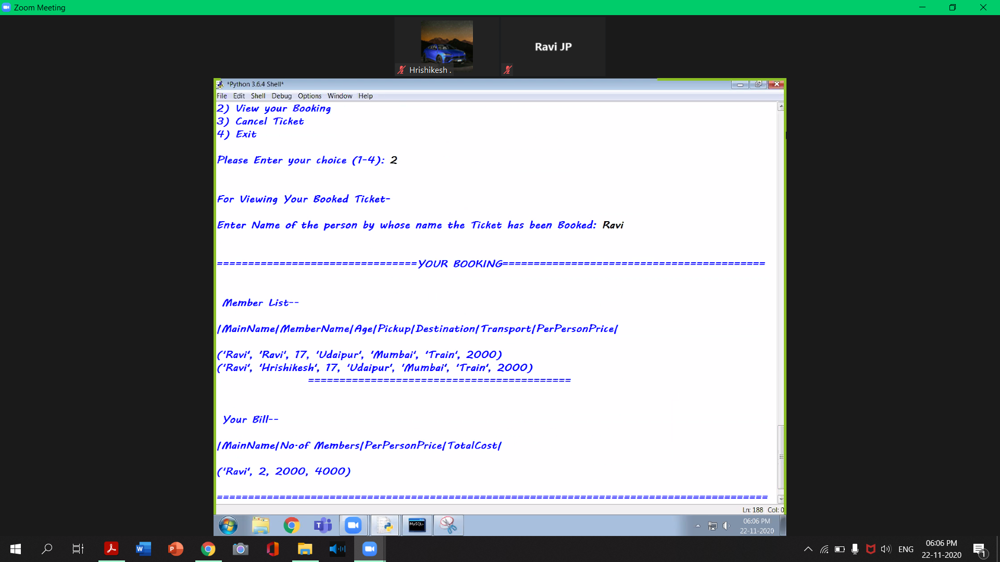 Zoom Meeting
Hrishikesh .
Ravi JP
*Python 3.6.4 Shell*
File Edit Shell Debug Options Window Help
2) View your Booking
3) Cancel Ticket
4) Exit
Please Enter your choice (1-4): 2
For Viewing Your Booked Ticket-
Enter Name of the person by whose name the Ticket has been Booked: Ravi
================================YOUR BOOKING==========================================
Member List--
|MainName|MemberName|Age|Pickup|Destination|Transport|PerPersonPrice|
('Ravi', 'Ravi', 17, 'Udaipur', 'Mumbai', 'Train', 2000)
('Ravi', 'Hrishikesh', 17, 'Udaipur', 'Mumbai', 'Train', 2000)
==========================================
Your Bill--
|MainName|No.of Members|PerPersonPrice|TotalCost|
('Ravi', 2, 2000, 4000)
========================================================================================
Ln: 188 Col: 0
MySQL>
06:06 PM
22-11-2020
ENG
06:06 PM
22-11-2020
1